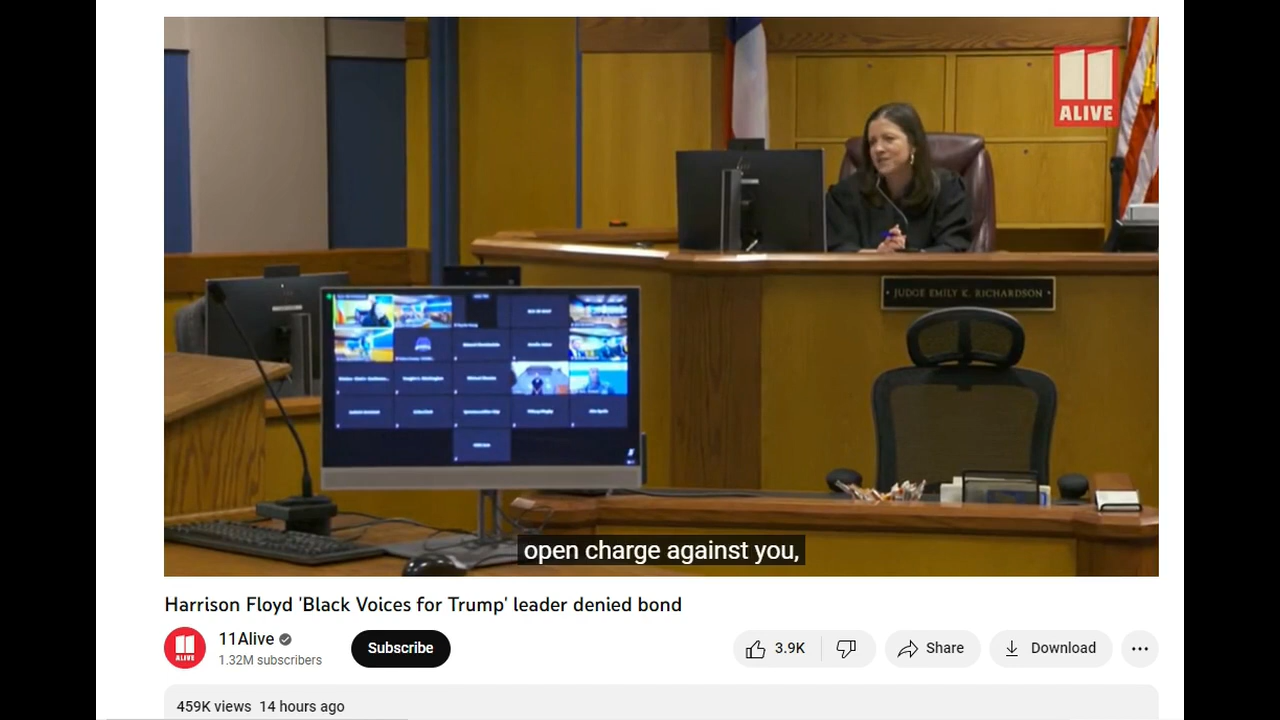 11
ALIVE
JUDGE EMILY K. RICHARDSON
open charge against you,
Harrison Floyd 'Black Voices for Trump' leader denied bond
11
ALIVE
11Alive
1.32M subscribers
Subscribe
3.9K
Share
Download
459K views 14 hours ago